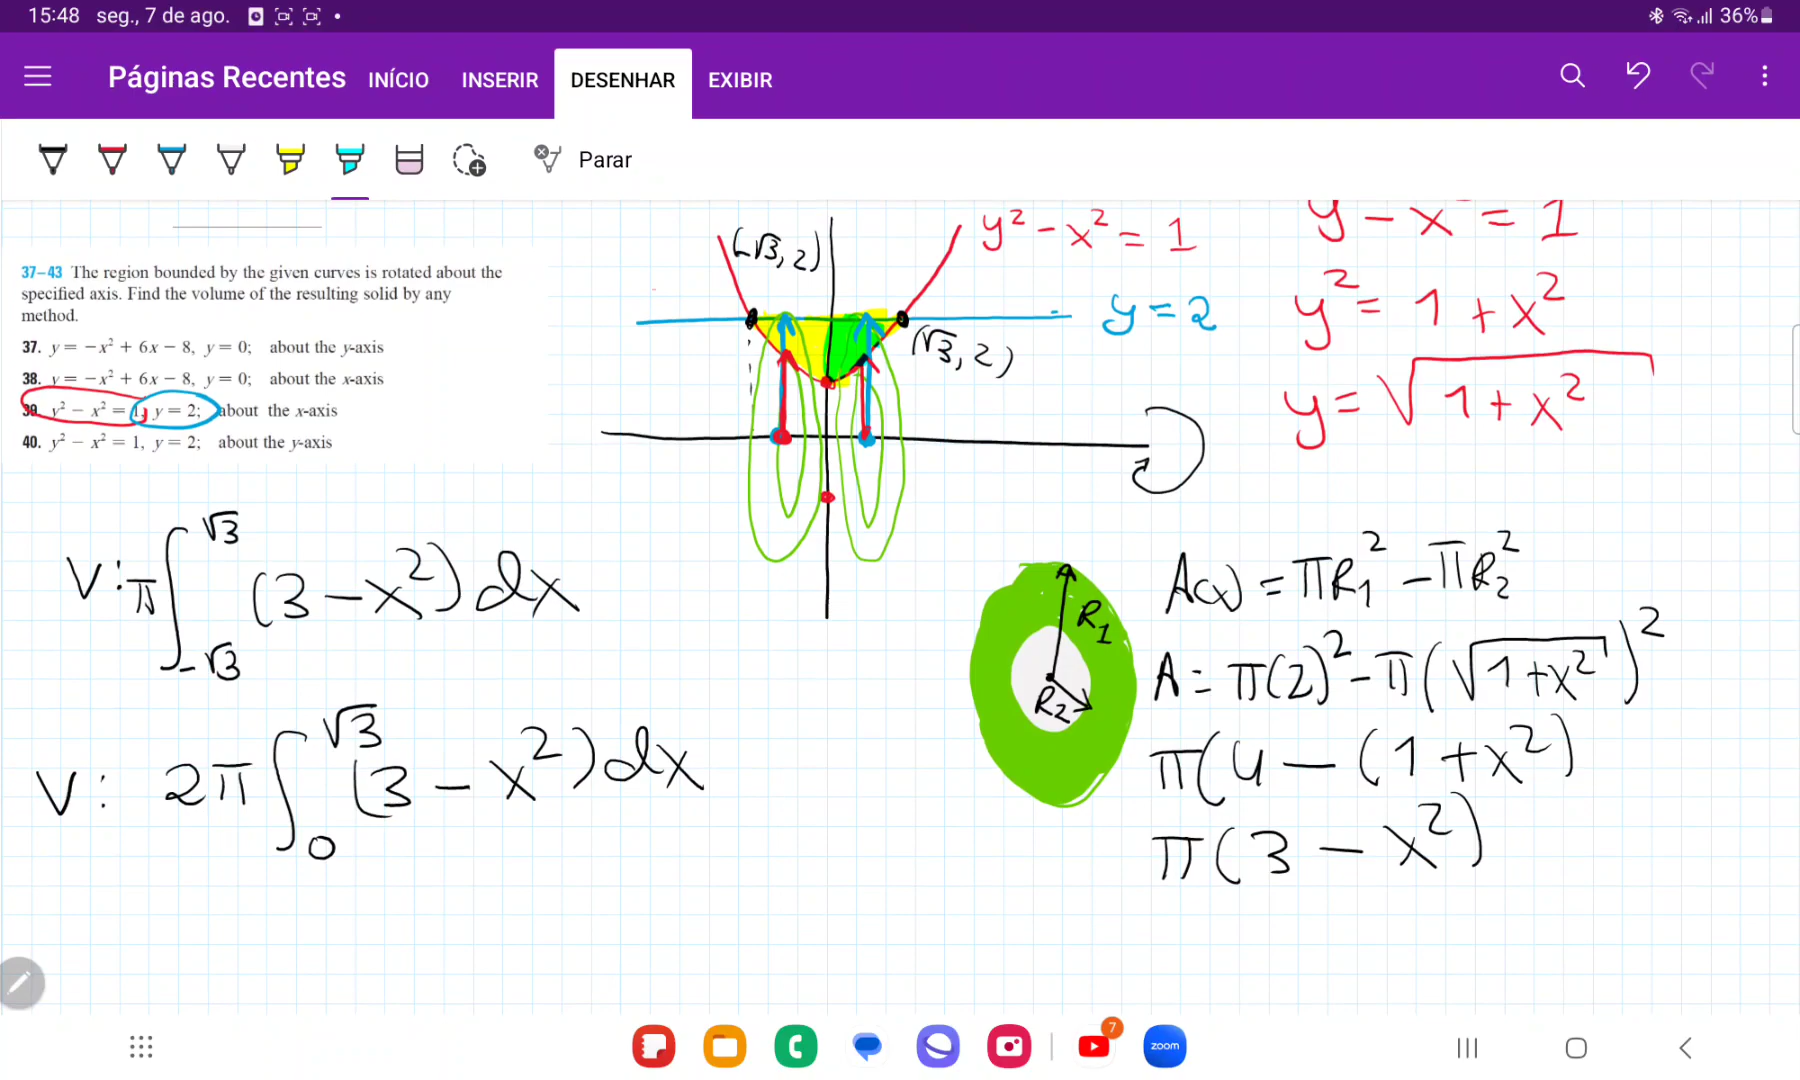 15:48 seg., 7 de ago.
36%
Páginas Recentes INÍCIO INSERIR DESENHAR EXIBIR
Parar
37–43 The region bounded by the given curves is rotated about the
specified axis. Find the volume of the resulting solid by any
method.
37. y = −x² + 6x − 8, y = 0; about the y-axis
38. y = −x² + 6x − 8, y = 0; about the x-axis
39. y² − x² = 1, y = 2; about the x-axis
40. y² − x² = 1, y = 2; about the y-axis
(-√3, 2)
y² - x² = 1
y = 2
(√3, 2)
y - x = 1
y² = 1 + x²
y = √1 + x²
V: π ∫ √3 -√3 (3 - x²) dx
V: 2π ∫ √3 0 (3 - x²) dx
R1
R2
A(x) = πR1² - πR2²
A = π(2)² - π(√1+x²)²
π(4 - (1 + x²)
π(3 - x²)
7
zoom